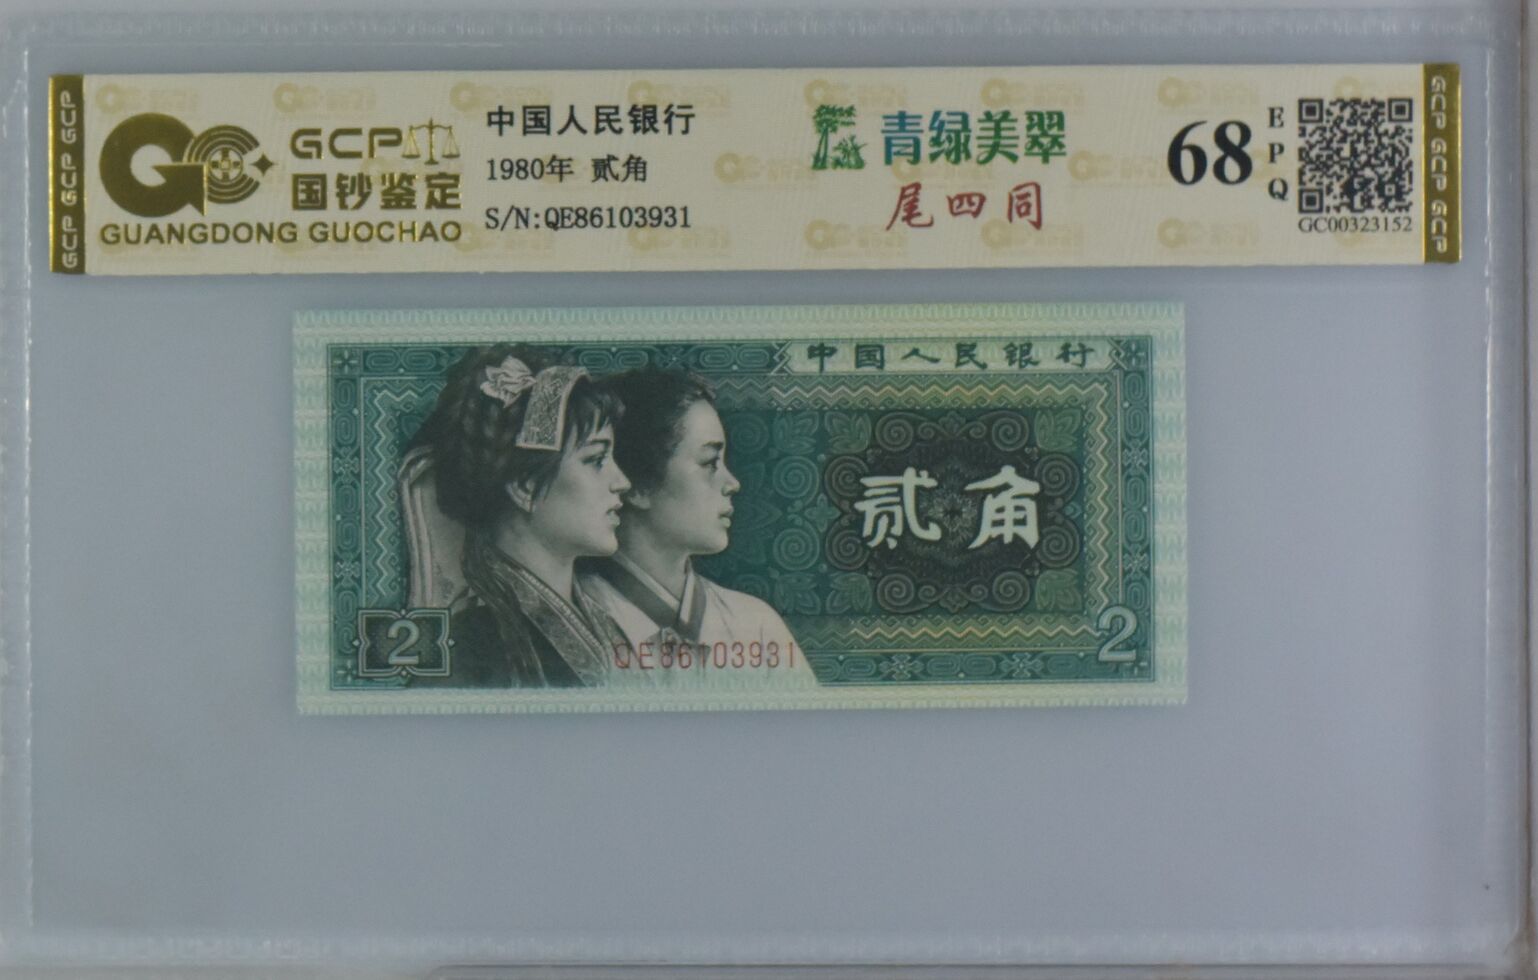 GCP GCP GCP
GCP
国钞鉴定
GUANGDONG GUOCHAO
中国人民银行
1980年 贰角
S/N:QE86103931
青绿美翠
尾四同
68
EPQ
GC00323152
GCP GCP GCP
中国人民银行
贰角
2
2
QE86103931